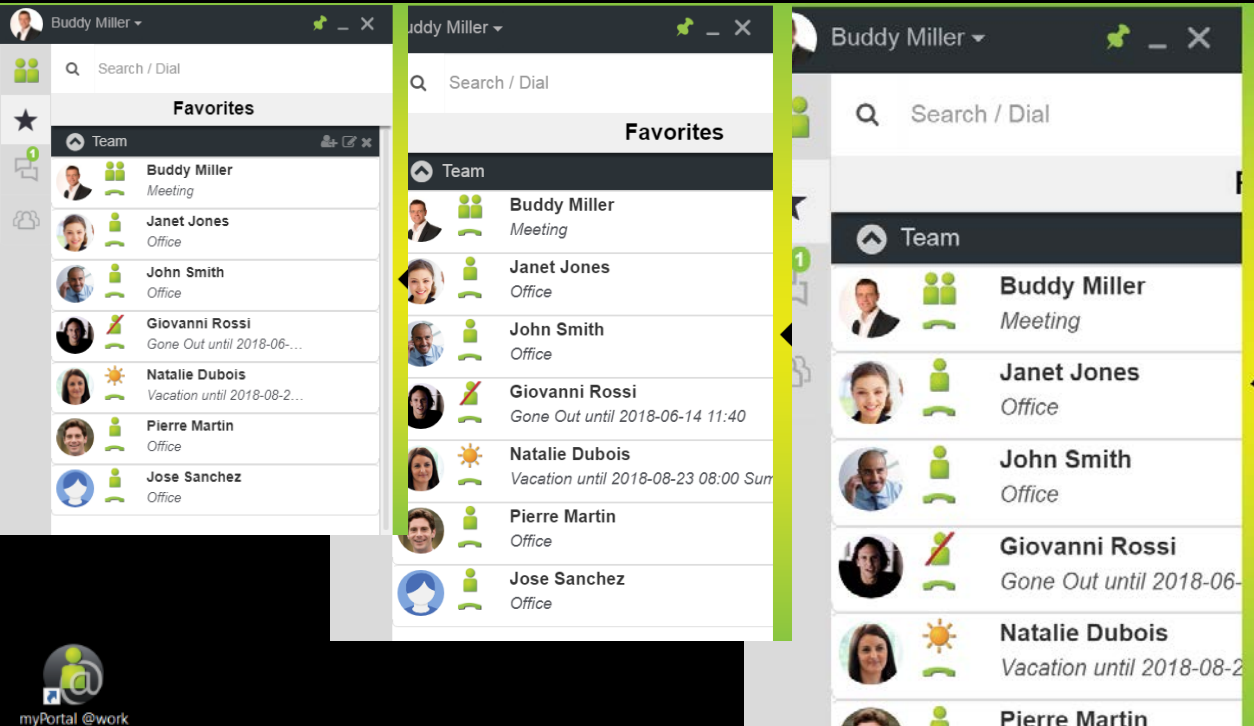 Buddy Miller
Search / Dial
Favorites
Team
Buddy Miller
Meeting
Janet Jones
Office
John Smith
Office
Giovanni Rossi
Gone Out until 2018-06-...
Natalie Dubois
Vacation until 2018-08-2...
Pierre Martin
Office
Jose Sanchez
Office
1
uddy Miller
Search / Dial
Favorites
Team
Buddy Miller
Meeting
Janet Jones
Office
John Smith
Office
Giovanni Rossi
Gone Out until 2018-06-14 11:40
Natalie Dubois
Vacation until 2018-08-23 08:00 Sum
Pierre Martin
Office
Jose Sanchez
Office
Buddy Miller
Search / Dial
F
Team
1
Buddy Miller
Meeting
Janet Jones
Office
John Smith
Office
Giovanni Rossi
Gone Out until 2018-06-
Natalie Dubois
Vacation until 2018-08-2
Pierre Martin
myPortal @work